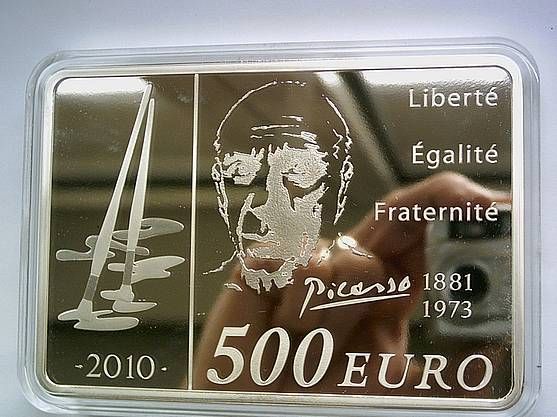 Liberté
Égalité
Fraternité
Picasso 1881
1973
-2010-
500 EURO